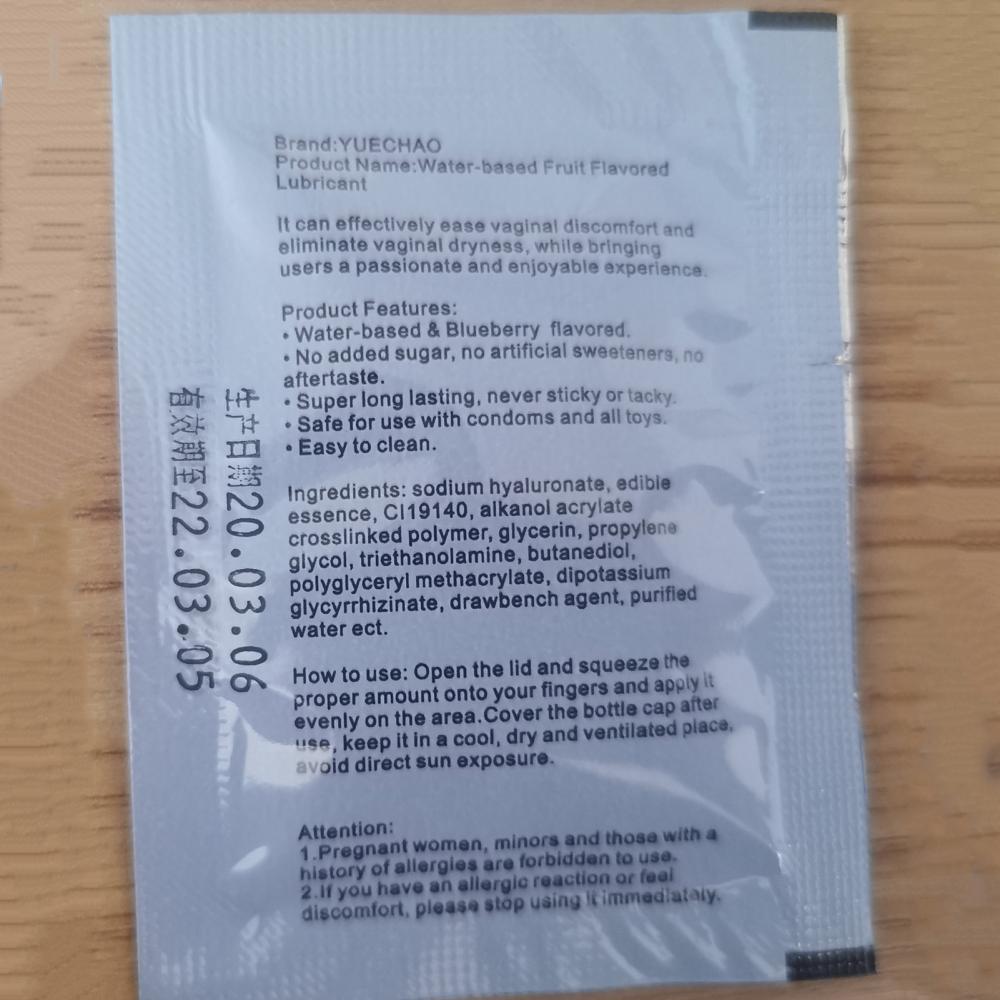 Brand:YUECHAO
Product Name:Water-based Fruit Flavored
Lubricant
It can effectively ease vaginal discomfort and
eliminate vaginal dryness, while bringing
users a passionate and enjoyable experience.
Product Features:
• Water-based & Blueberry flavored.
• No added sugar, no artificial sweeteners, no
aftertaste.
• Super long lasting, never sticky or tacky.
• Safe for use with condoms and all toys.
• Easy to clean.
Ingredients: sodium hyaluronate, edible
essence, CI19140, alkanol acrylate
crosslinked polymer, glycerin, propylene
glycol, triethanolamine, butanediol,
polyglyceryl methacrylate, dipotassium
glycyrrhizinate, drawbench agent, purified
water ect.
How to use: Open the lid and squeeze the
proper amount onto your fingers and apply it
evenly on the area.Cover the bottle cap after
use, keep it in a cool, dry and ventilated place,
avoid direct sun exposure.
Attention:
1.Pregnant women, minors and those with a
history of allergies are forbidden to use.
2.If you have an allergic reaction or feel
discomfort, please stop using it immediately.
生产日期20.03.06
有效期至22.03.05